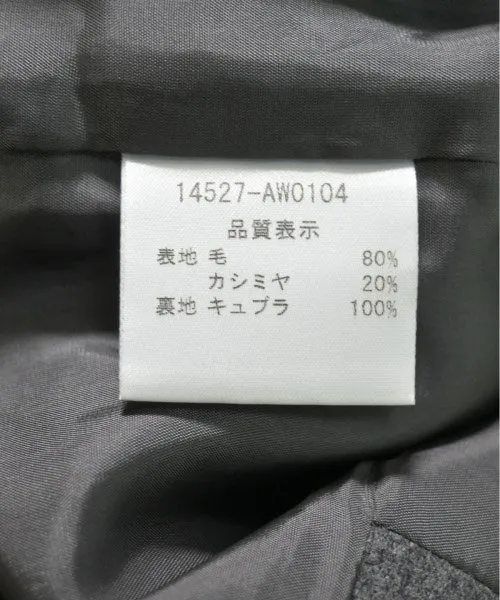 14527-AW0104
品質表示
表地 毛 80%
カシミヤ 20%
裏地 キュプラ 100%